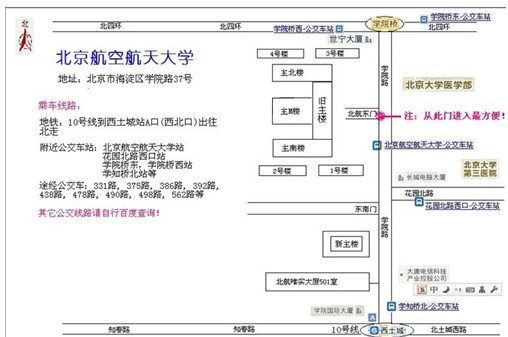 北
北四环
北四环
学院桥
北四环
学院桥东-公交车站
学院桥西-公交车站
世宁大厦
北京航空航天大学
地址：北京市海淀区学院路37号
乘车线路：
地铁：10号线到西土城站A口(西北口)出往
北走
附近公交车站：北京航空航天大学站
花园北路西口站
学院桥东，学院桥西站
学知桥北站等
途经公交车：331路，375路，386路，392路，
438路，478路，490路，498路，562路等
其它公交线路请自行百度查询！
4号楼
3号楼
主北楼
主M楼
旧主楼
主南楼
2号楼
1号楼
学院路
北京大学医学部
北航东门
注：从此门进入最方便！
北京航空航天大学-公交车站
北京大学
第三医院
长城电脑大厦
花园北路
花园北路西口-公交车站
东南门
学院路
新主楼
北航唯实大厦501室
大唐电信科技
产业控股公司
中
学知桥北-公交车站
学院国际大厦
A
知春路
知春路
10号线
西土城
北土城西路